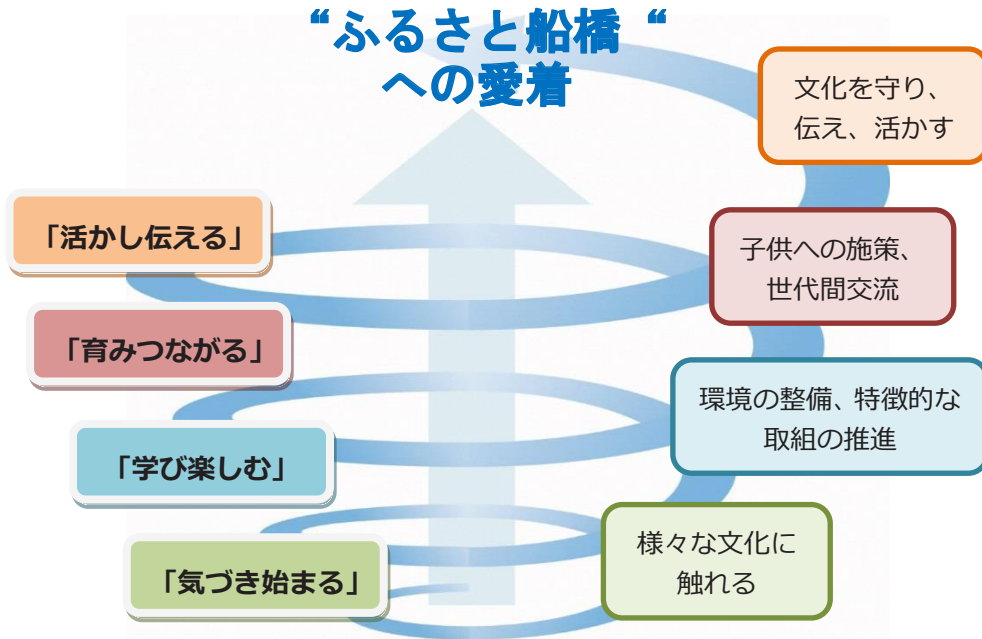 “ふるさと船橋“
への愛着
文化を守り、
伝え、活かす
「活かし伝える」
子供への施策、
世代間交流
「育みつながる」
環境の整備、特徴的な
取組の推進
「学び楽しむ」
様々な文化に
触れる
「気づき始まる」